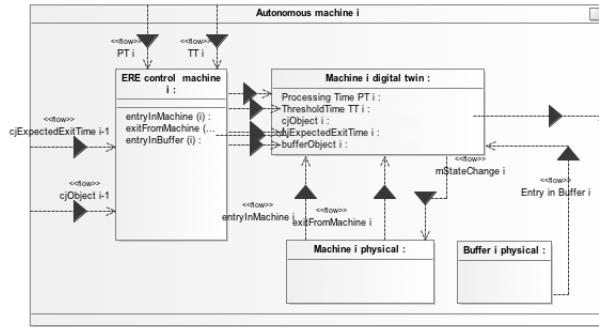 Autonomous machine i
<<flow>>
PT i
<<flow>>
TT i
ERE control machine
i :
entryInMachine (i) :
exitFromMachine (...
entryInBuffer (i) :
Machine i digital twin :
Processing Time PT i :
ThresholdTime TT i :
cjObject i :
cjExpectedExitTime i :
bufferObject i :
<<flow>>
cjExpectedExitTime i-1
<<flow>>
cjObject i-1
<<flow>>
entryInMachine i
<<flow>>
exitFromMachine i
<<flow>>
mStateChange i
<<flow>>
Entry in Buffer i
Machine i physical :
Buffer i physical :